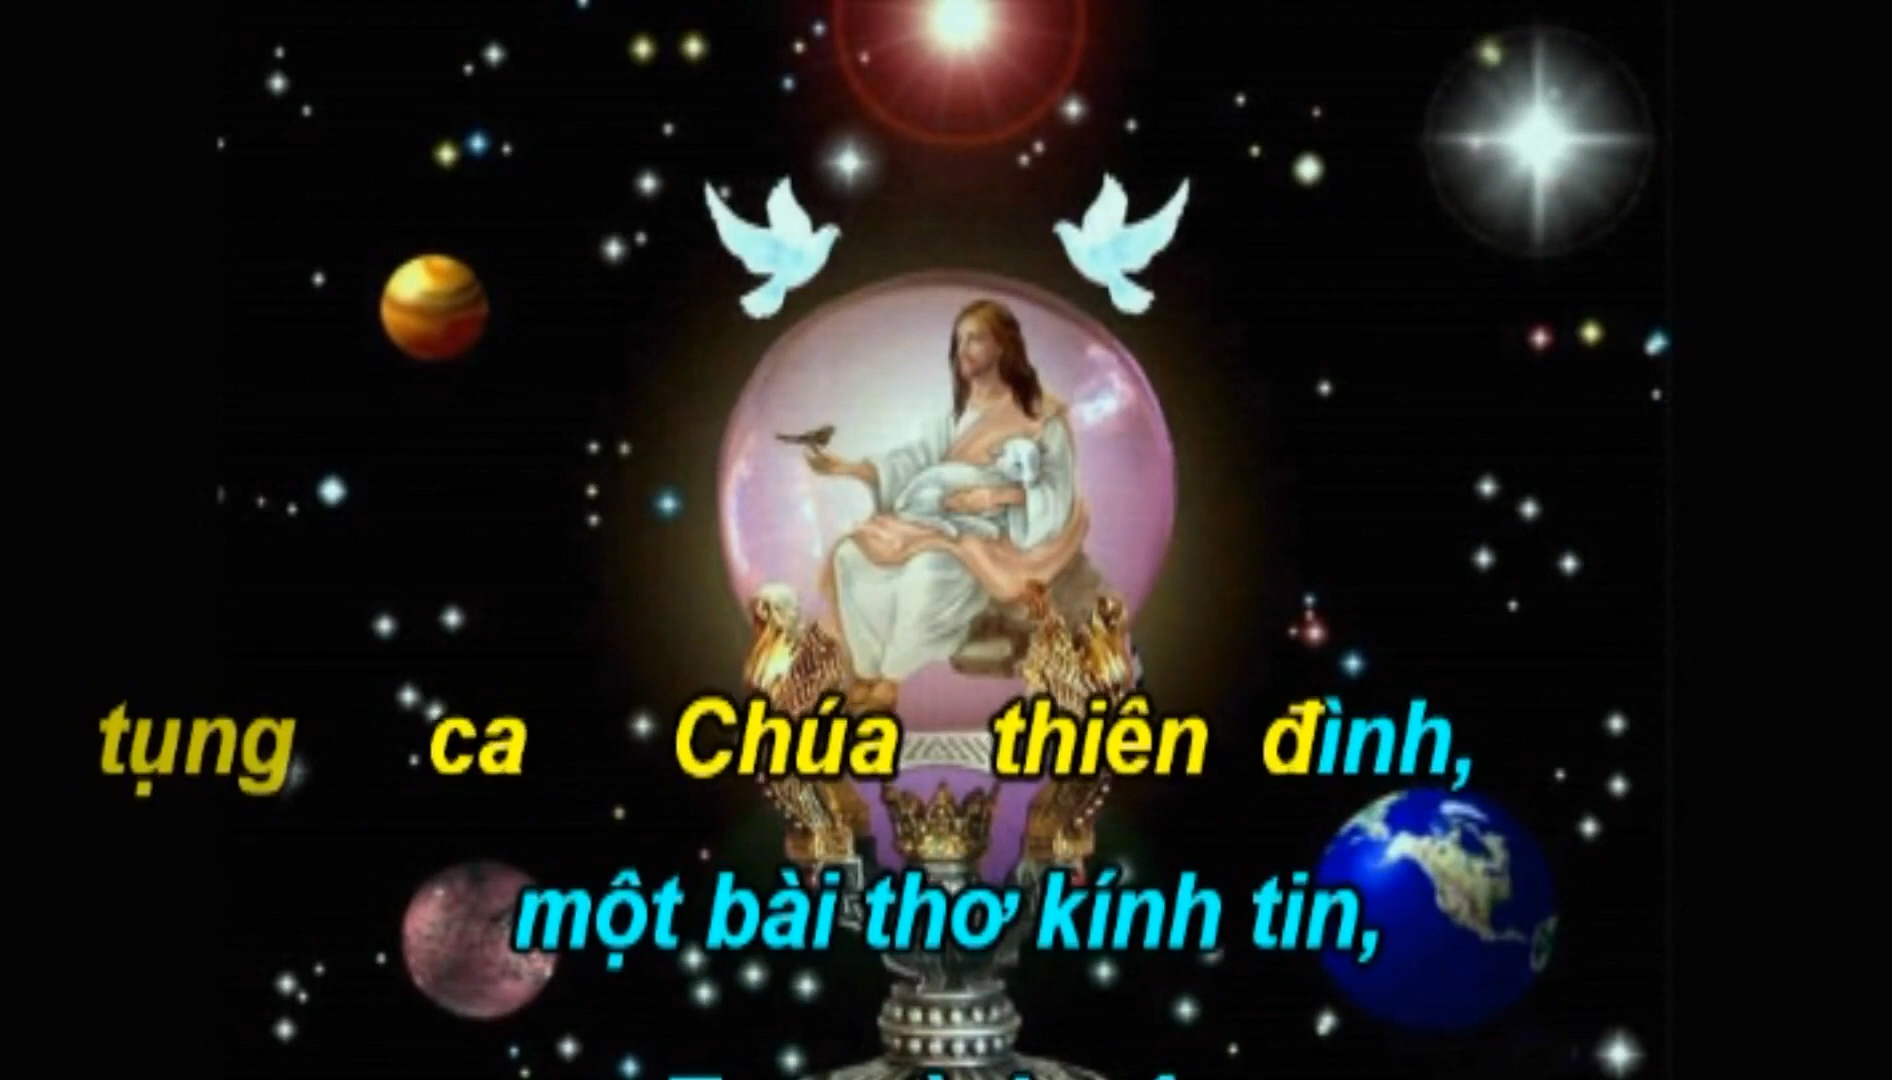 tụng ca Chúa thiên đình,
một bài thơ kính tin,